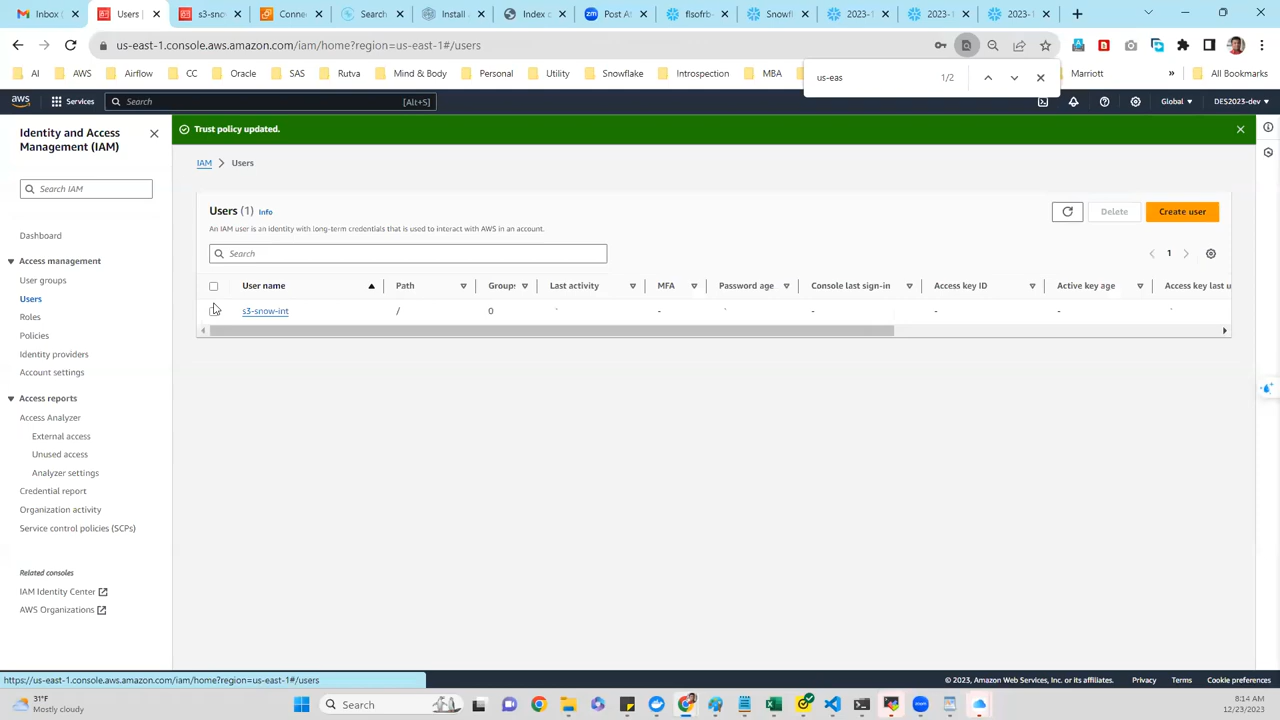 Inbox (
Users |
s3-snow
Connec
Search
Install
Index c
Post At
flsofrb-
Snowfl
2023-
2023-1
2023-1
us-east-1.console.aws.amazon.com/iam/home?region=us-east-1#/users
AI
AWS
Airflow
CC
Oracle
SAS
Rutva
Mind & Body
Personal
Utility
Snowflake
Introspection
MBA
Marriott
»
All Bookmarks
us-eas
1/2
aws
Services
Search
[Alt+S]
Global
DES2023-dev
Identity and Access
Management (IAM)
Search IAM
Dashboard
Access management
User groups
Users
Roles
Policies
Identity providers
Account settings
Access reports
Access Analyzer
External access
Unused access
Analyzer settings
Credential report
Organization activity
Service control policies (SCPs)
Related consoles
IAM Identity Center
AWS Organizations
Trust policy updated.
IAM > Users
Users (1) Info
An IAM user is an identity with long-term credentials that is used to interact with AWS in an account.
Delete
Create user
Search
1
User name
Path
Groups
Last activity
MFA
Password age
Console last sign-in
Access key ID
Active key age
Access key last u
s3-snow-int
/
0
-
-
-
-
-
-
-
https://us-east-1.console.aws.amazon.com/iam/home?region=us-east-1#/users
© 2023, Amazon Web Services, Inc. or its affiliates.
Privacy
Terms
Cookie preferences
31°F
Mostly cloudy
Search
8:14 AM
12/23/2023